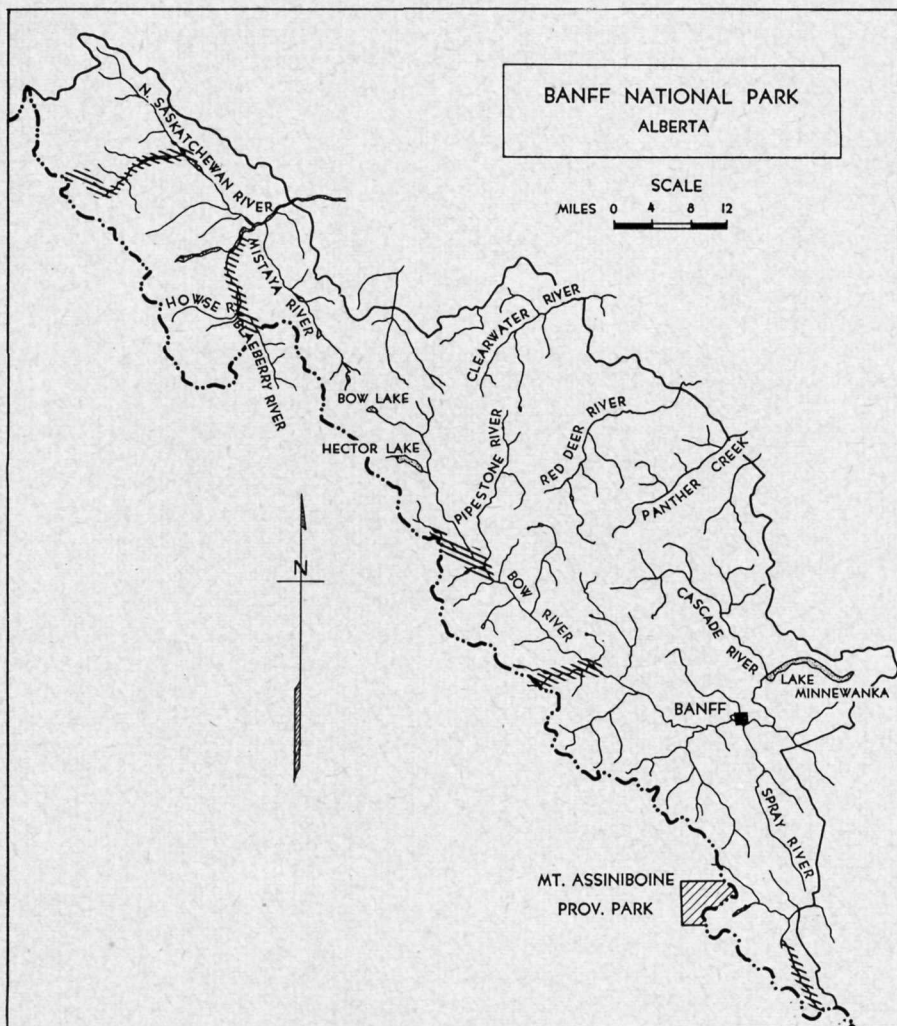 BANFF NATIONAL PARK
ALBERTA
SCALE
MILES 0 4 8 12
N. SASKATCHEWAN RIVER
MISTAYA RIVER
HOWSE R.
BLAEBERRY RIVER
CLEARWATER RIVER
BOW LAKE
HECTOR LAKE
PIPESTONE RIVER
RED DEER RIVER
PANTHER CREEK
N
BOW RIVER
CASCADE RIVER
LAKE
MINNEWANKA
BANFF
SPRAY RIVER
MT. ASSINIBOINE
PROV. PARK